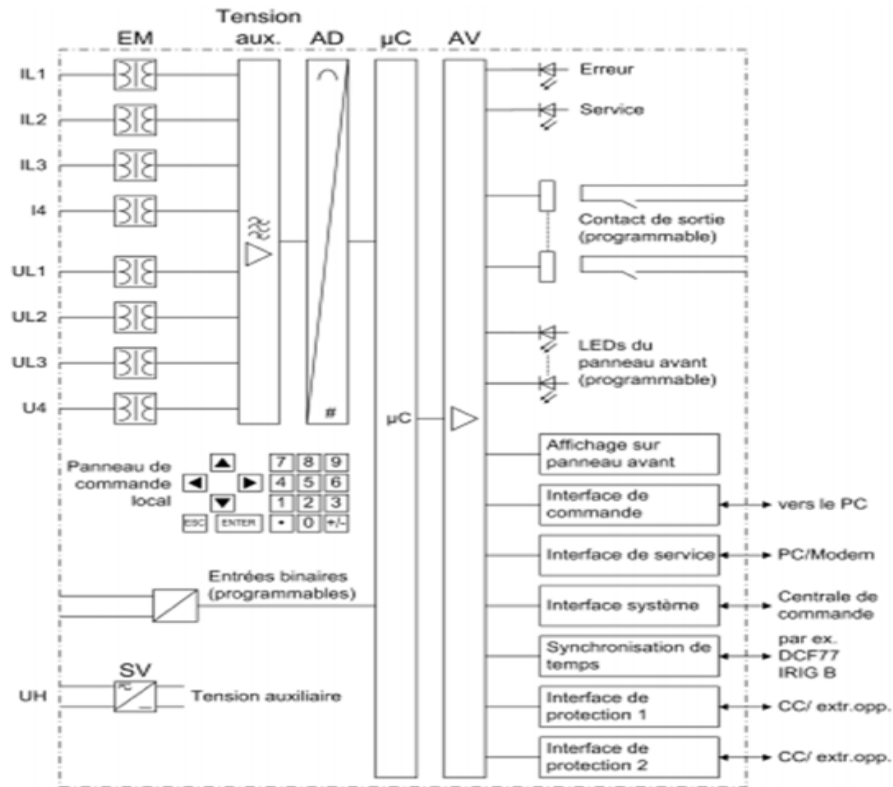 Tension
EM aux. AD µC AV
IL1
IL2
IL3
I4
UL1
UL2
UL3
U4
#
µC
Erreur
Service
Contact de sortie
(programmable)
LEDs du
panneau avant
(programmable)
Panneau de
commande
local
7 8 9
4 5 6
1 2 3
ESC ENTER • 0 +/-
Affichage sur
panneau avant
Interface de
commande
vers le PC
Interface de service
PC/Modem
Entrées binaires
(programmables)
Interface système
Centrale de
commande
Synchronisation de
temps
par ex.
DCF77
IRIG B
UH
SV
Tension auxiliaire
Interface de
protection 1
CC/ extr.opp.
Interface de
protection 2
CC/ extr.opp.